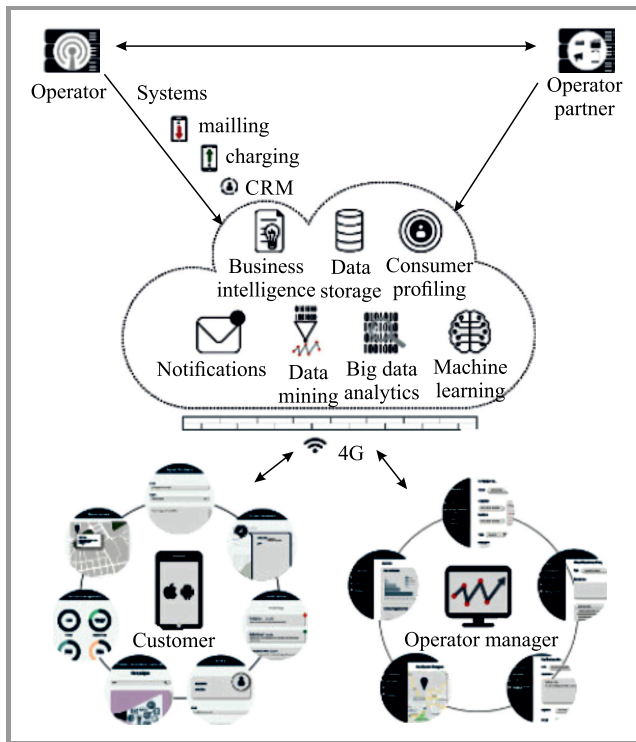 Operator
Systems
mailling
charging
CRM
Operator
partner
Business
intelligence
Data
storage
Consumer
profiling
Notifications
Data
mining
Big data
analytics
Machine
learning
4G
Customer
Operator manager